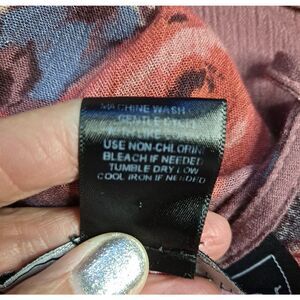 MACHINE WASH
GENTLE CYCLE
WITH LIKE COLORS
USE NON-CHLORINE
BLEACH IF NEEDED
TUMBLE DRY LOW
COOL IRON IF NEEDED